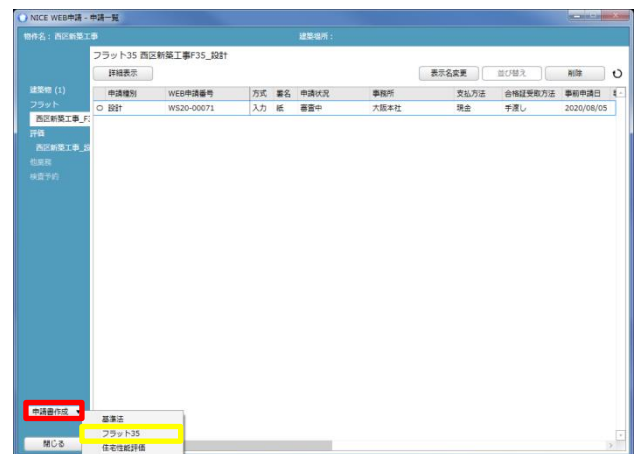 NICE WEB申請 - 申請一覧
物件名：西区新築工事 建築場所：
フラット35 西区新築工事F35_設計
詳細表示 表示名変更 並び替え 削除
建築物 (1)
フラット
西区新築工事_F
評価
西区新築工事_設
他業務
検査予約
申請種別 WEB申請番号 方式 署名 申請状況 事務所 支払方法 合格証受取方法 事前申請日
設計 WS20-00071 入力 紙 審査中 大阪本社 現金 手渡し 2020/08/05
申請書作成 ▼
基準法
フラット35
住宅性能評価
閉じる